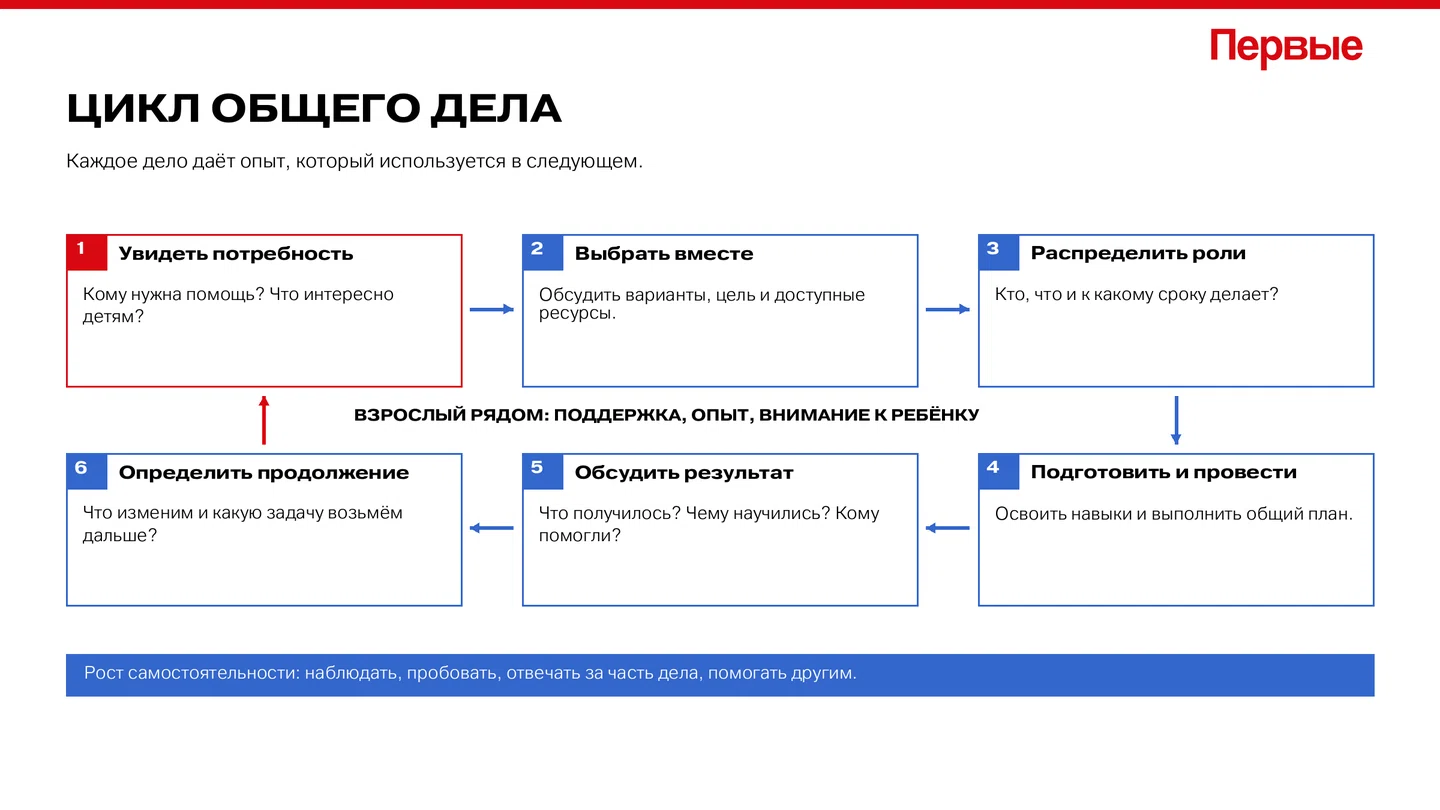 Первые
ЦИКЛ ОБЩЕГО ДЕЛА
Каждое дело даёт опыт, который используется в следующем.
1 Увидеть потребность
Кому нужна помощь? Что интересно
детям?
2 Выбрать вместе
Обсудить варианты, цель и доступные
ресурсы.
3 Распределить роли
Кто, что и к какому сроку делает?
ВЗРОСЛЫЙ РЯДОМ: ПОДДЕРЖКА, ОПЫТ, ВНИМАНИЕ К РЕБЁНКУ
6 Определить продолжение
Что изменим и какую задачу возьмём
дальше?
5 Обсудить результат
Что получилось? Чему научились? Кому
помогли?
4 Подготовить и провести
Освоить навыки и выполнить общий план.
Рост самостоятельности: наблюдать, пробовать, отвечать за часть дела, помогать другим.